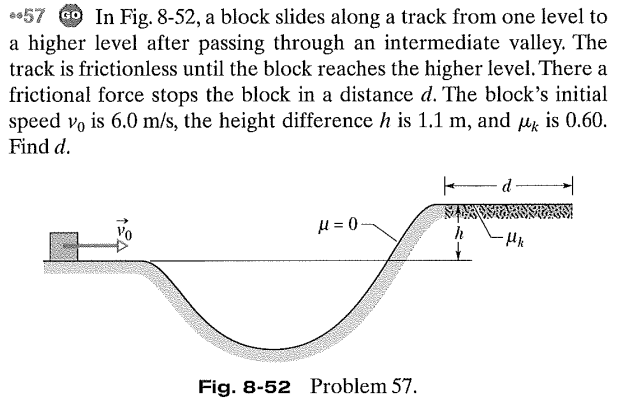 ••57 GO In Fig. 8-52, a block slides along a track from one level to
a higher level after passing through an intermediate valley. The
track is frictionless until the block reaches the higher level. There a
frictional force stops the block in a distance d. The block's initial
speed v₀ is 6.0 m/s, the height difference h is 1.1 m, and μₖ is 0.60.
Find d.
d
v⃗₀
μ = 0
h
μₖ
Fig. 8-52 Problem 57.